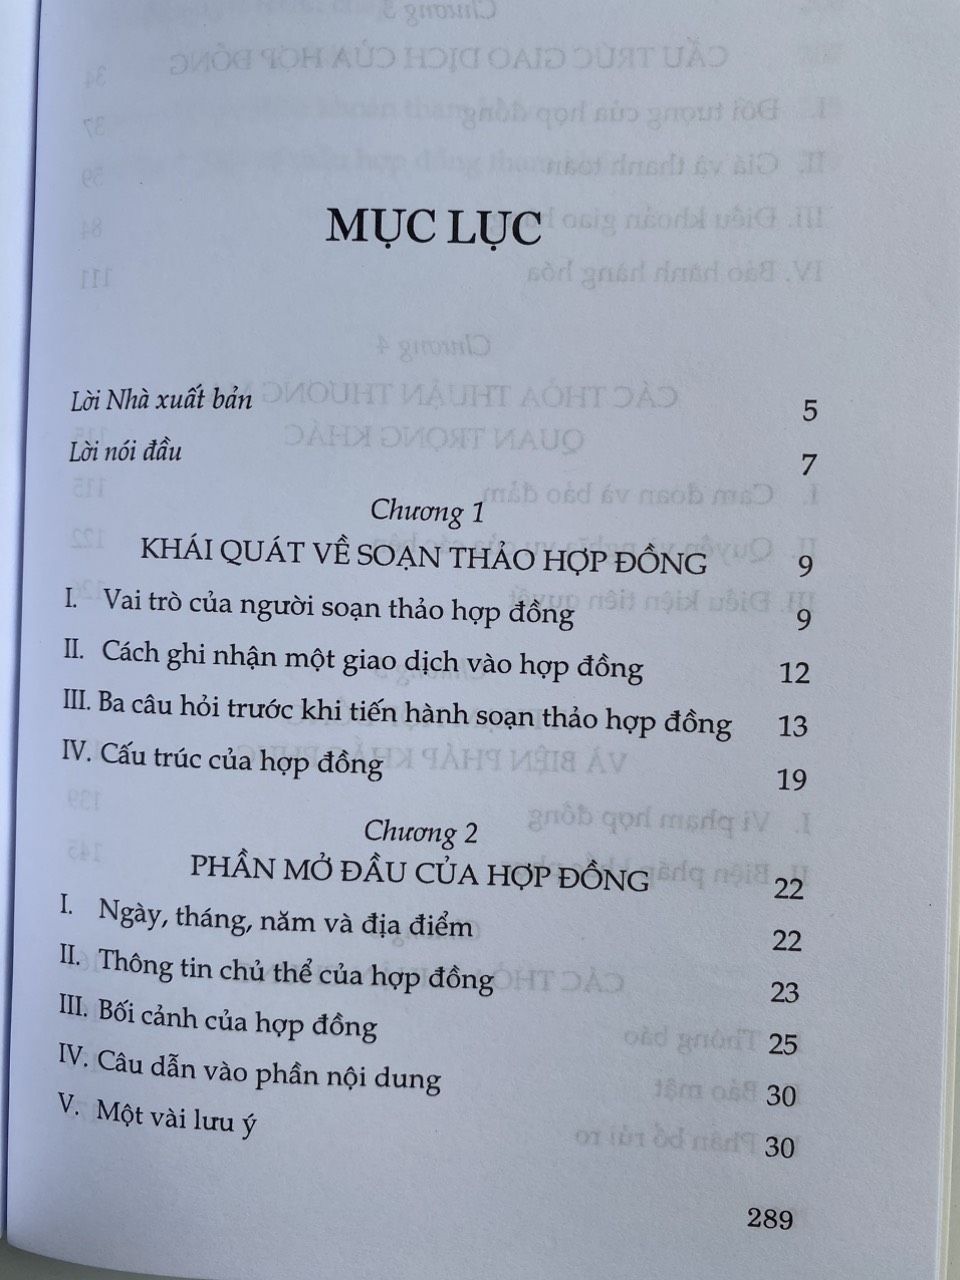 MỤC LỤC
Lời Nhà xuất bản 5
Lời nói đầu 7
Chương 1
KHÁI QUÁT VỀ SOẠN THẢO HỢP ĐỒNG 9
I. Vai trò của người soạn thảo hợp đồng 9
II. Cách ghi nhận một giao dịch vào hợp đồng 12
III. Ba câu hỏi trước khi tiến hành soạn thảo hợp đồng 13
IV. Cấu trúc của hợp đồng 19
Chương 2
PHẦN MỞ ĐẦU CỦA HỢP ĐỒNG 22
I. Ngày, tháng, năm và địa điểm 22
II. Thông tin chủ thể của hợp đồng 23
III. Bối cảnh của hợp đồng 25
IV. Câu dẫn vào phần nội dung 30
V. Một vài lưu ý 30
289